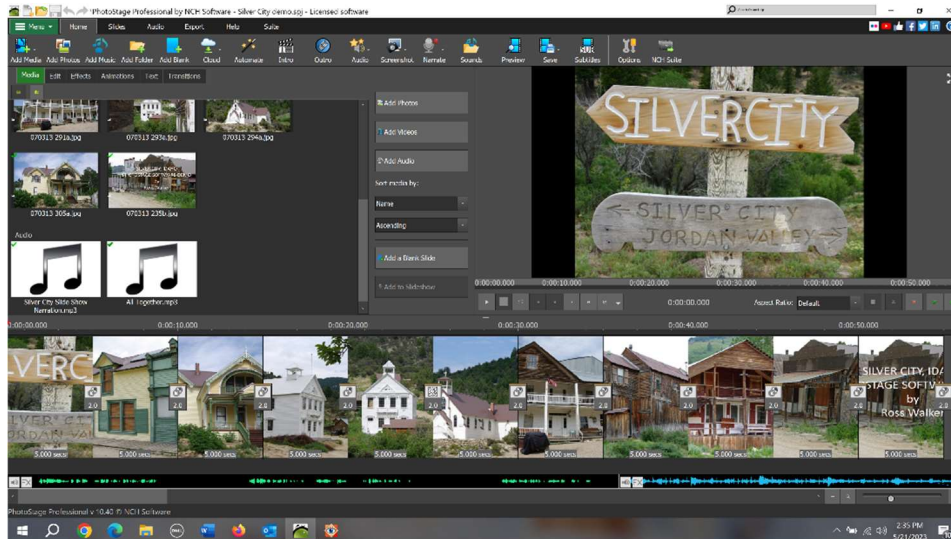 PhotoStage Professional by NCH Software - Silver City demo.spj - Licensed software
Menu Home Slides Audio Export Help Suite
Add Media Add Photos Add Music Add Folder Add Blank Cloud Automate Intro Outro Audio Screenshot Narrate Sounds Preview Save Subtitles Options NCH Suite
Media Edit Effects Animations Text Transitions
070313 291a.jpg 070313 293a.jpg 070313 294a.jpg
070313 305a.jpg 070313 235b.jpg
Audio
Silver City Slide Show Narration.mp3
All Together.mp3
Add Photos
Add Videos
Add Audio
Sort media by:
Name
Ascending
Add a Blank Slide
Add to Slideshow
SILVERCITY
SILVER CITY
JORDAN VALLEY
0:00:00.000 0:00:10.000 0:00:20.000 0:00:30.000 0:00:40.000 0:00:50.000
0:00:00.000 Aspect Ratio: Default
0:00:00.000 0:00:10.000 0:00:20.000 0:00:30.000 0:00:40.000 0:00:50.000
SILVER CITY, IDA
STAGE SOFTW
by
Ross Walker
2.0 2.0 2.0 2.0 2.0 2.0 2.0 2.0 2.0 2.0
5.000 secs 5.000 secs 5.000 secs 5.000 secs 5.000 secs 5.000 secs 5.000 secs 5.000 secs 5.000 secs 5.000 secs 5.000 secs
PhotoStage Professional v 10.40 © NCH Software
2:35 PM
5/21/2023